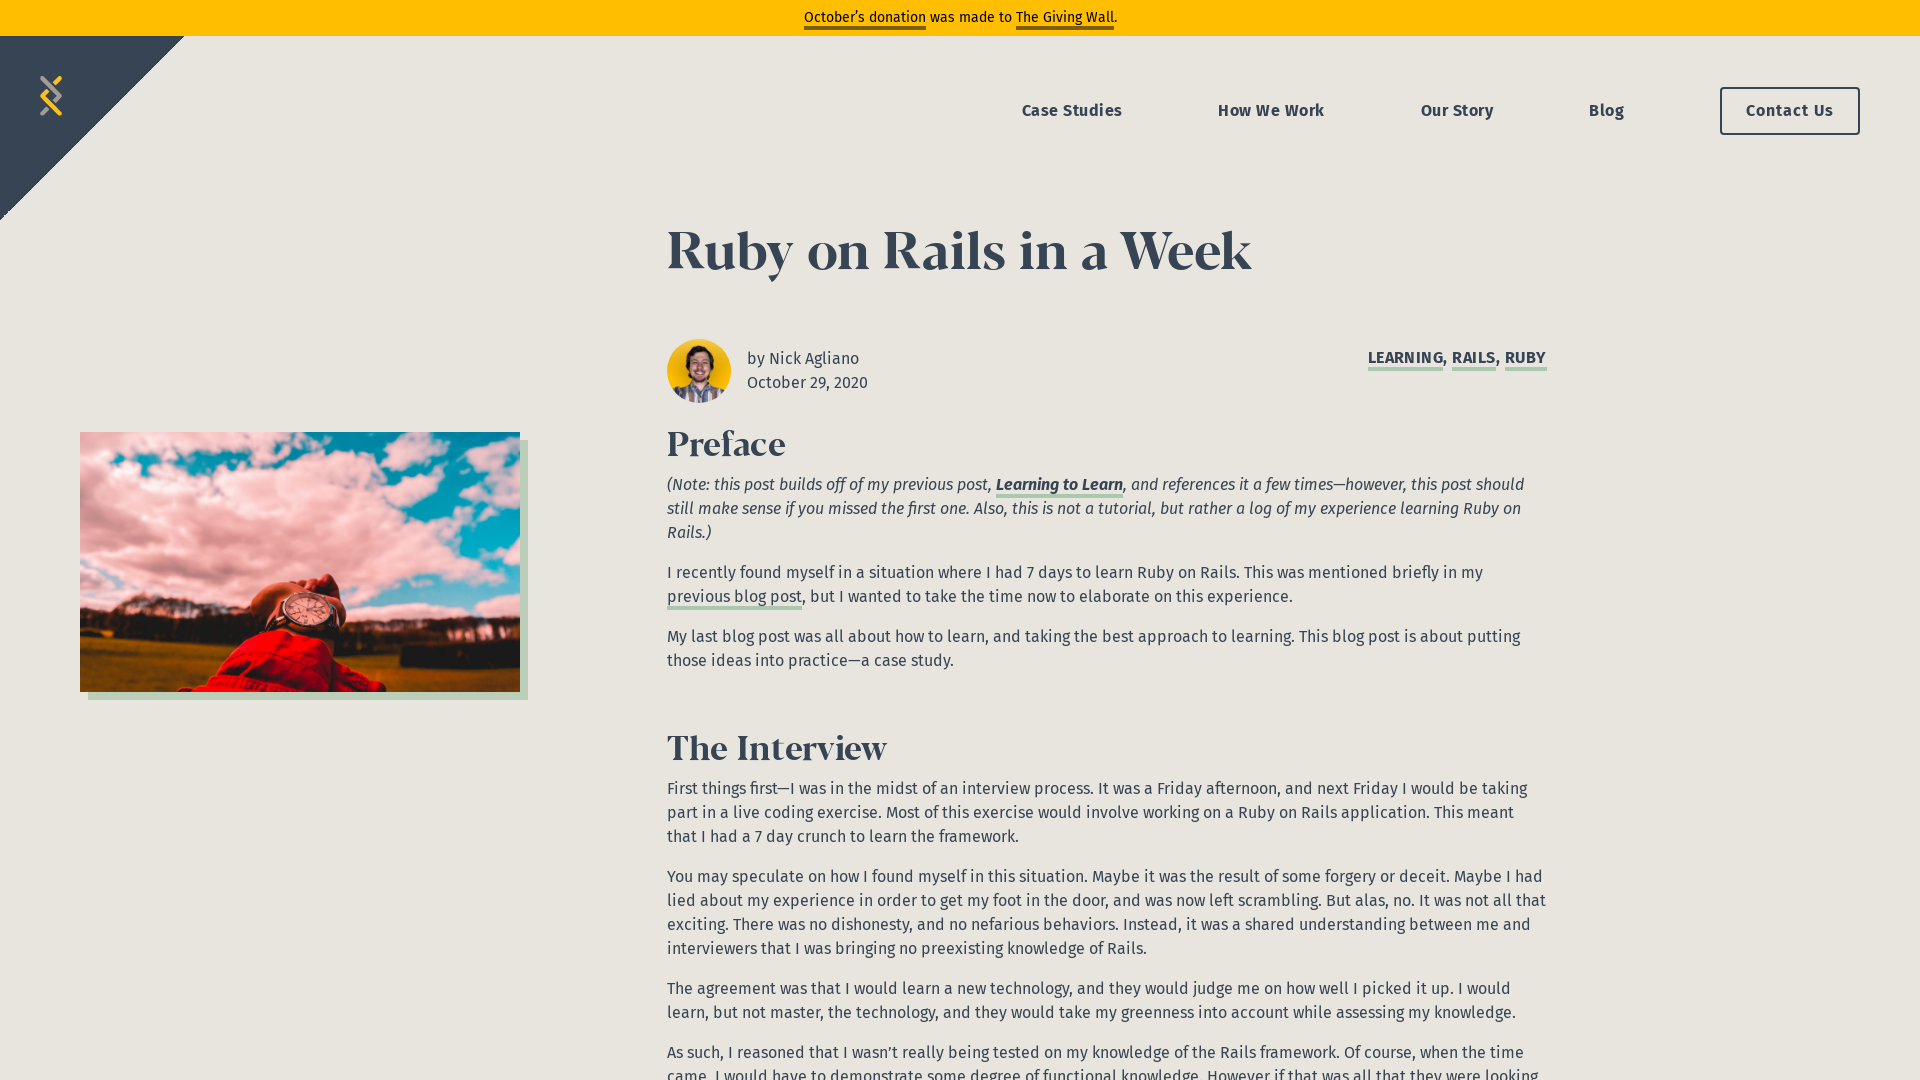 October’s donation was made to The Giving Wall.
Case Studies
How We Work
Our Story
Blog
Contact Us
Ruby on Rails in a Week
by Nick Agliano
October 29, 2020
LEARNING, RAILS, RUBY
Preface
(Note: this post builds off of my previous post, Learning to Learn, and references it a few times—however, this post should
still make sense if you missed the first one. Also, this is not a tutorial, but rather a log of my experience learning Ruby on
Rails.)
I recently found myself in a situation where I had 7 days to learn Ruby on Rails. This was mentioned briefly in my
previous blog post, but I wanted to take the time now to elaborate on this experience.
My last blog post was all about how to learn, and taking the best approach to learning. This blog post is about putting
those ideas into practice—a case study.
The Interview
First things first—I was in the midst of an interview process. It was a Friday afternoon, and next Friday I would be taking
part in a live coding exercise. Most of this exercise would involve working on a Ruby on Rails application. This meant
that I had a 7 day crunch to learn the framework.
You may speculate on how I found myself in this situation. Maybe it was the result of some forgery or deceit. Maybe I had
lied about my experience in order to get my foot in the door, and was now left scrambling. But alas, no. It was not all that
exciting. There was no dishonesty, and no nefarious behaviors. Instead, it was a shared understanding between me and
interviewers that I was bringing no preexisting knowledge of Rails.
The agreement was that I would learn a new technology, and they would judge me on how well I picked it up. I would
learn, but not master, the technology, and they would take my greenness into account while assessing my knowledge.
As such, I reasoned that I wasn’t really being tested on my knowledge of the Rails framework. Of course, when the time
came, I would have to demonstrate some degree of functional knowledge. However if that was all that they were looking